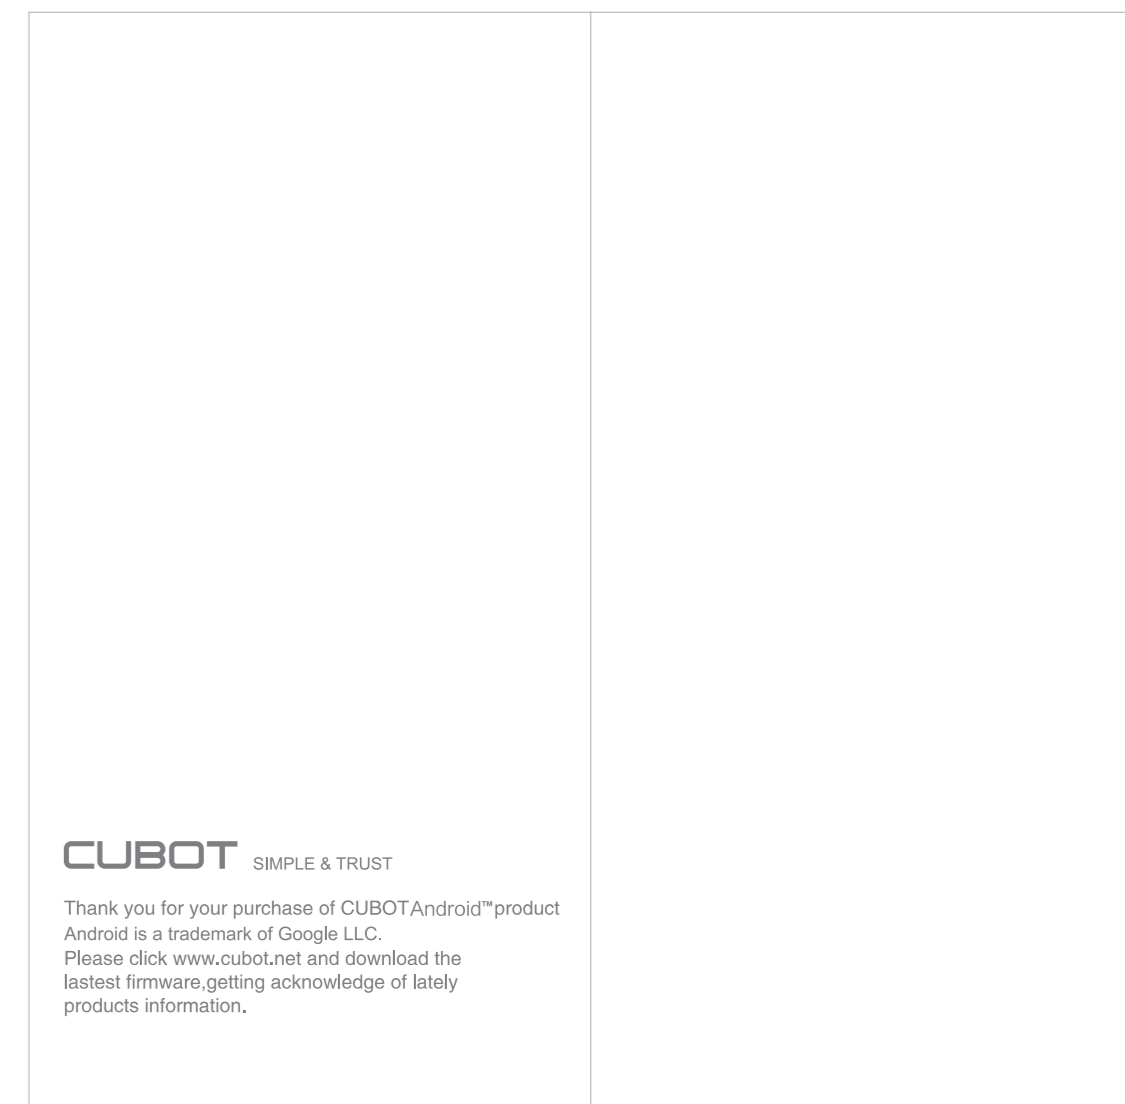 CUBOT SIMPLE & TRUST
Thank you for your purchase of CUBOTAndroid™product
Android is a trademark of Google LLC.
Please click www.cubot.net and download the
lastest firmware,getting acknowledge of lately
products information.